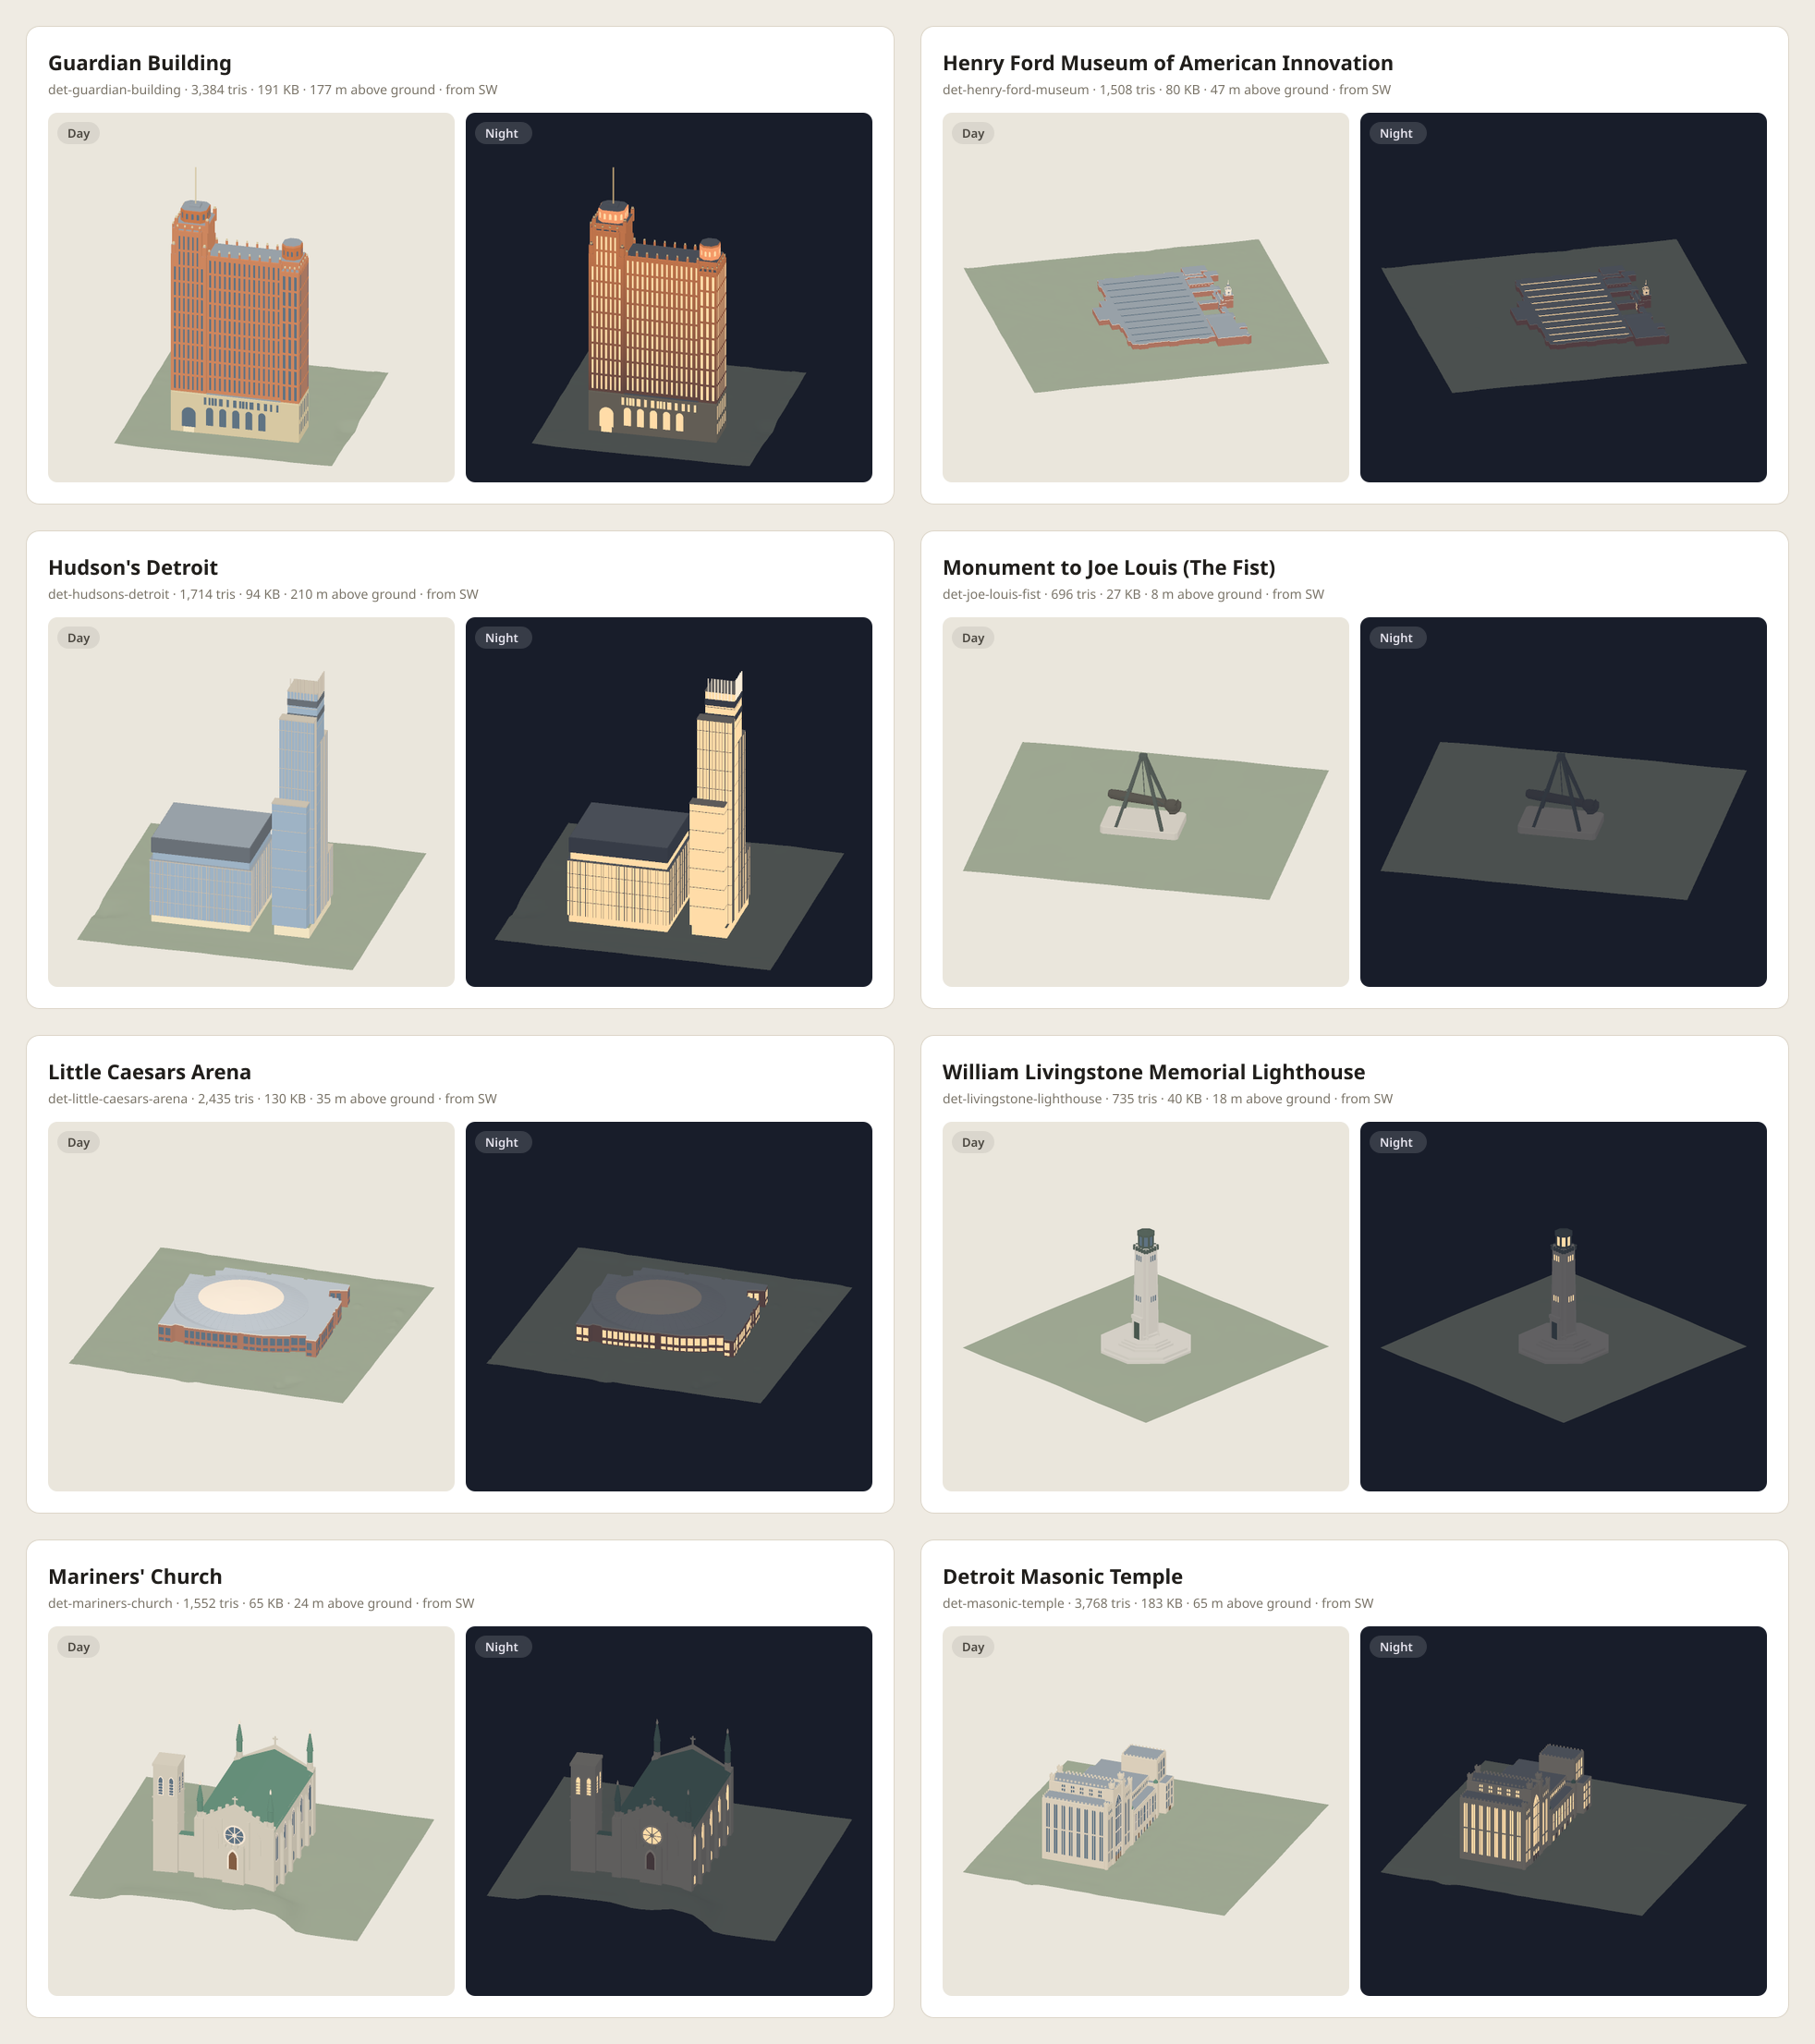 Guardian Building
det-guardian-building · 3,384 tris · 191 KB · 177 m above ground · from SW
Day
Night
Henry Ford Museum of American Innovation
det-henry-ford-museum · 1,508 tris · 80 KB · 47 m above ground · from SW
Day
Night
Hudson's Detroit
det-hudsons-detroit · 1,714 tris · 94 KB · 210 m above ground · from SW
Day
Night
Monument to Joe Louis (The Fist)
det-joe-louis-fist · 696 tris · 27 KB · 8 m above ground · from SW
Day
Night
Little Caesars Arena
det-little-caesars-arena · 2,435 tris · 130 KB · 35 m above ground · from SW
Day
Night
William Livingstone Memorial Lighthouse
det-livingstone-lighthouse · 735 tris · 40 KB · 18 m above ground · from SW
Day
Night
Mariners' Church
det-mariners-church · 1,552 tris · 65 KB · 24 m above ground · from SW
Day
Night
Detroit Masonic Temple
det-masonic-temple · 3,768 tris · 183 KB · 65 m above ground · from SW
Day
Night